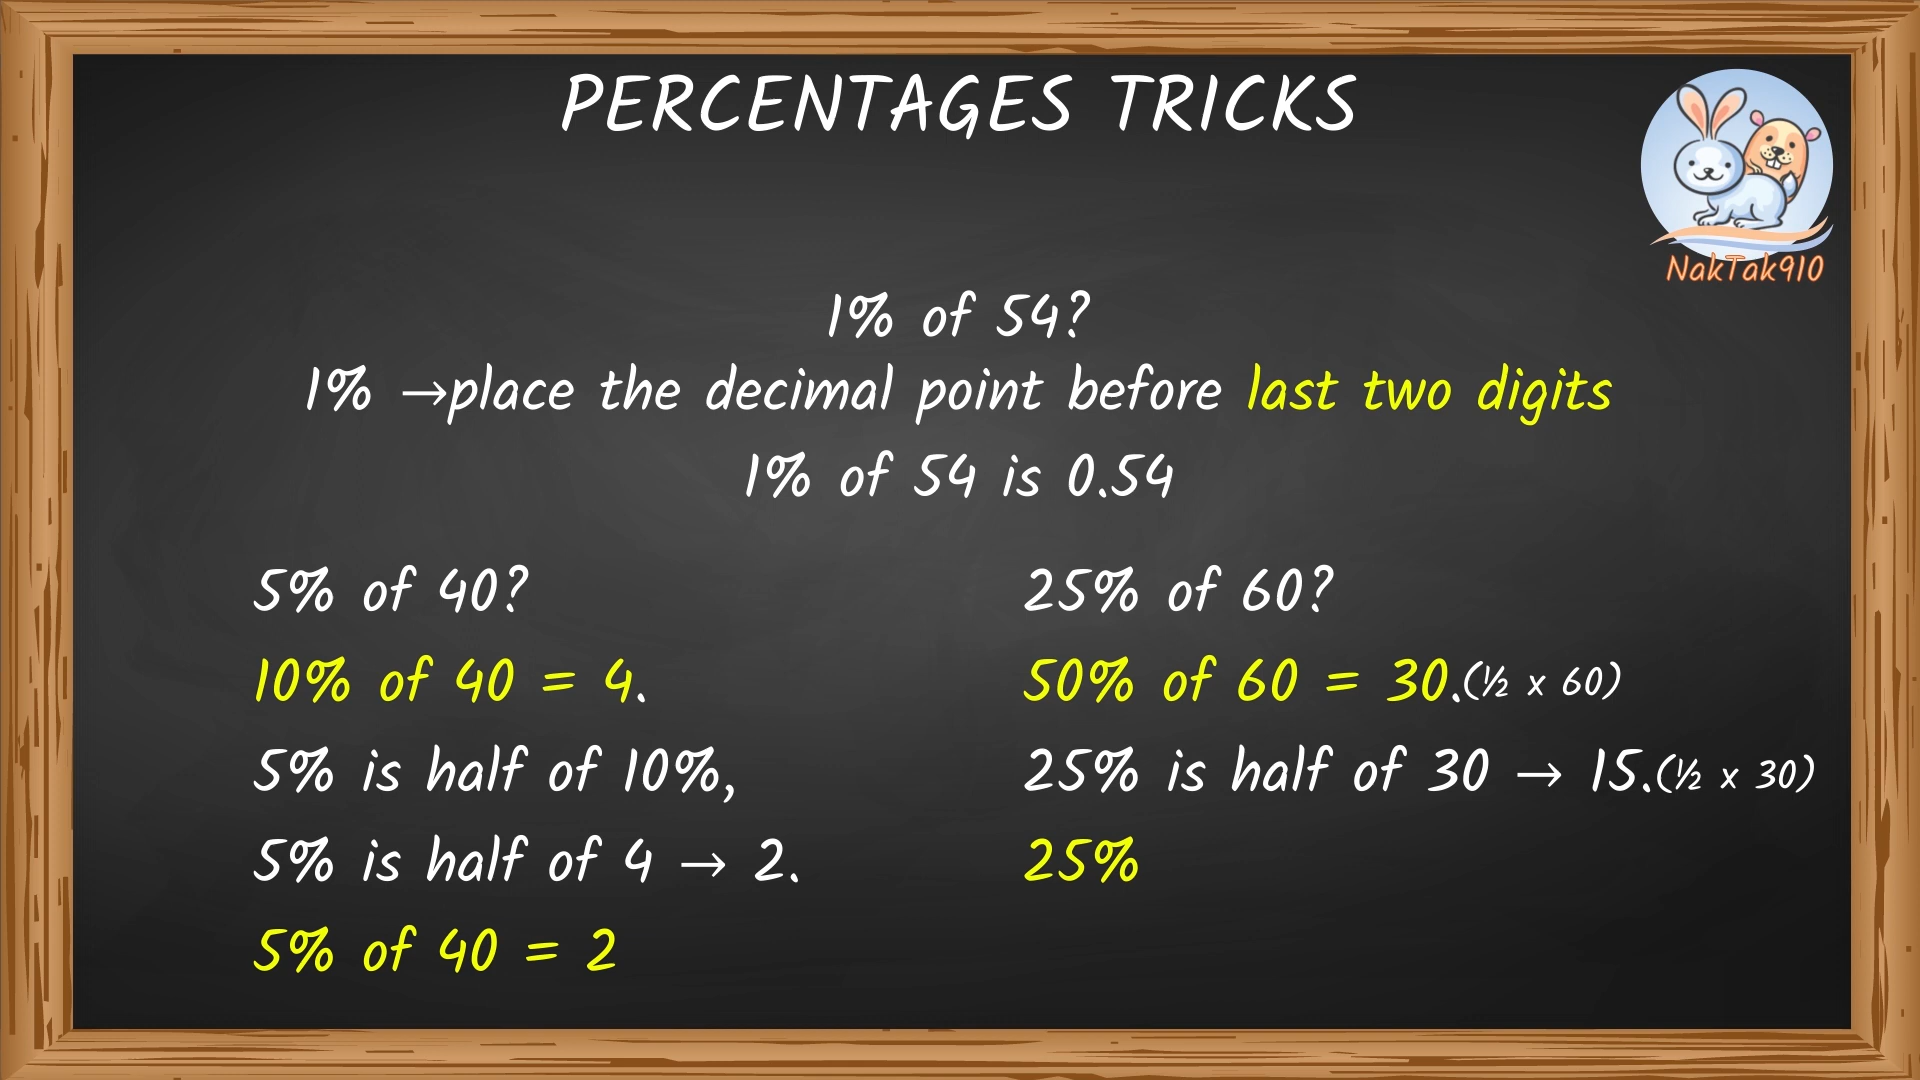 PERCENTAGES TRICKS
NakTak910
1% of 54?
1% →place the decimal point before last two digits
1% of 54 is 0.54
5% of 40?
10% of 40 = 4.
5% is half of 10%,
5% is half of 4 → 2.
5% of 40 = 2
25% of 60?
50% of 60 = 30.(½ x 60)
25% is half of 30 → 15.(½ x 30)
25%